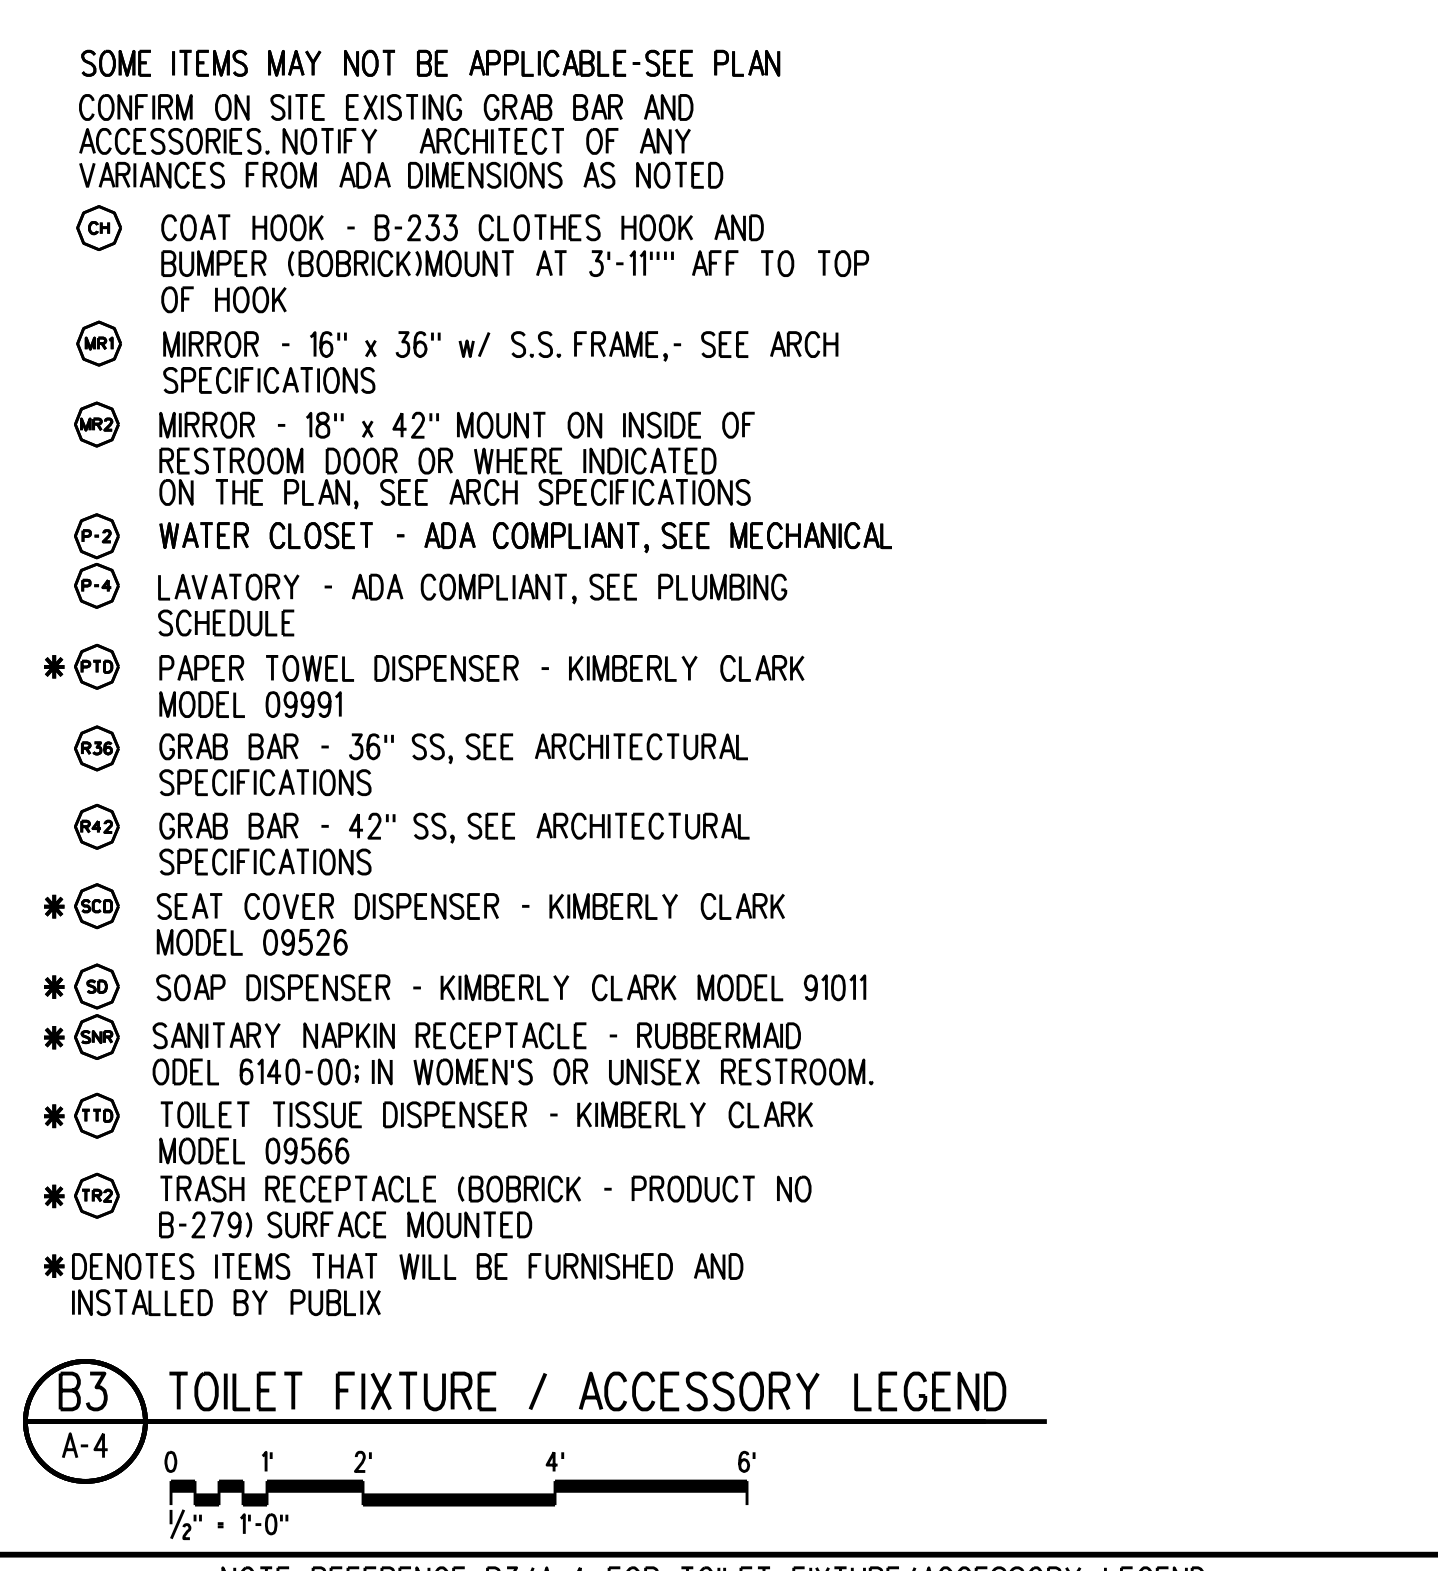 SOME ITEMS MAY NOT BE APPLICABLE-SEE PLAN
CONFIRM ON SITE EXISTING GRAB BAR AND
ACCESSORIES. NOTIFY ARCHITECT OF ANY
VARIANCES FROM ADA DIMENSIONS AS NOTED
CH COAT HOOK - B-233 CLOTHES HOOK AND
BUMPER (BOBRICK)MOUNT AT 3'-11"" AFF TO TOP
OF HOOK
MR1 MIRROR - 16" x 36" w/ S.S. FRAME,- SEE ARCH
SPECIFICATIONS
MR2 MIRROR - 18" x 42" MOUNT ON INSIDE OF
RESTROOM DOOR OR WHERE INDICATED
ON THE PLAN, SEE ARCH SPECIFICATIONS
P-2 WATER CLOSET - ADA COMPLIANT, SEE MECHANICAL
P-4 LAVATORY - ADA COMPLIANT, SEE PLUMBING
SCHEDULE
* PTD PAPER TOWEL DISPENSER - KIMBERLY CLARK
MODEL 09991
R36 GRAB BAR - 36" SS, SEE ARCHITECTURAL
SPECIFICATIONS
R42 GRAB BAR - 42" SS, SEE ARCHITECTURAL
SPECIFICATIONS
* SCD SEAT COVER DISPENSER - KIMBERLY CLARK
MODEL 09526
* SD SOAP DISPENSER - KIMBERLY CLARK MODEL 91011
* SNR SANITARY NAPKIN RECEPTACLE - RUBBERMAID
ODEL 6140-00; IN WOMEN'S OR UNISEX RESTROOM.
* TTD TOILET TISSUE DISPENSER - KIMBERLY CLARK
MODEL 09566
* TR2 TRASH RECEPTACLE (BOBRICK - PRODUCT NO
B-279) SURFACE MOUNTED
* DENOTES ITEMS THAT WILL BE FURNISHED AND
INSTALLED BY PUBLIX
B3 TOILET FIXTURE / ACCESSORY LEGEND
A-4
0 1' 2' 4' 6'
1/2" = 1'-0"
NOTE REFERENCE B3/A-4 FOR TOILET FIXTURE/ACCESSORY LEGEND